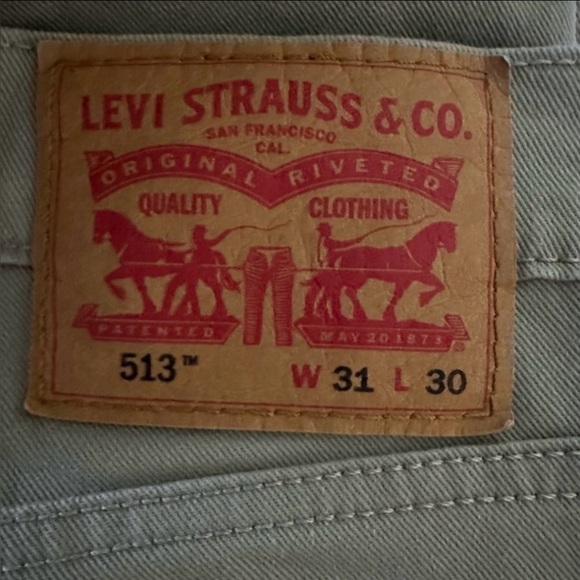 LEVI STRAUSS & CO.
SAN FRANCISCO
CAL.
ORIGINAL RIVETED
QUALITY CLOTHING
PATENTED MAY 20 1873
513™ W 31 L 30